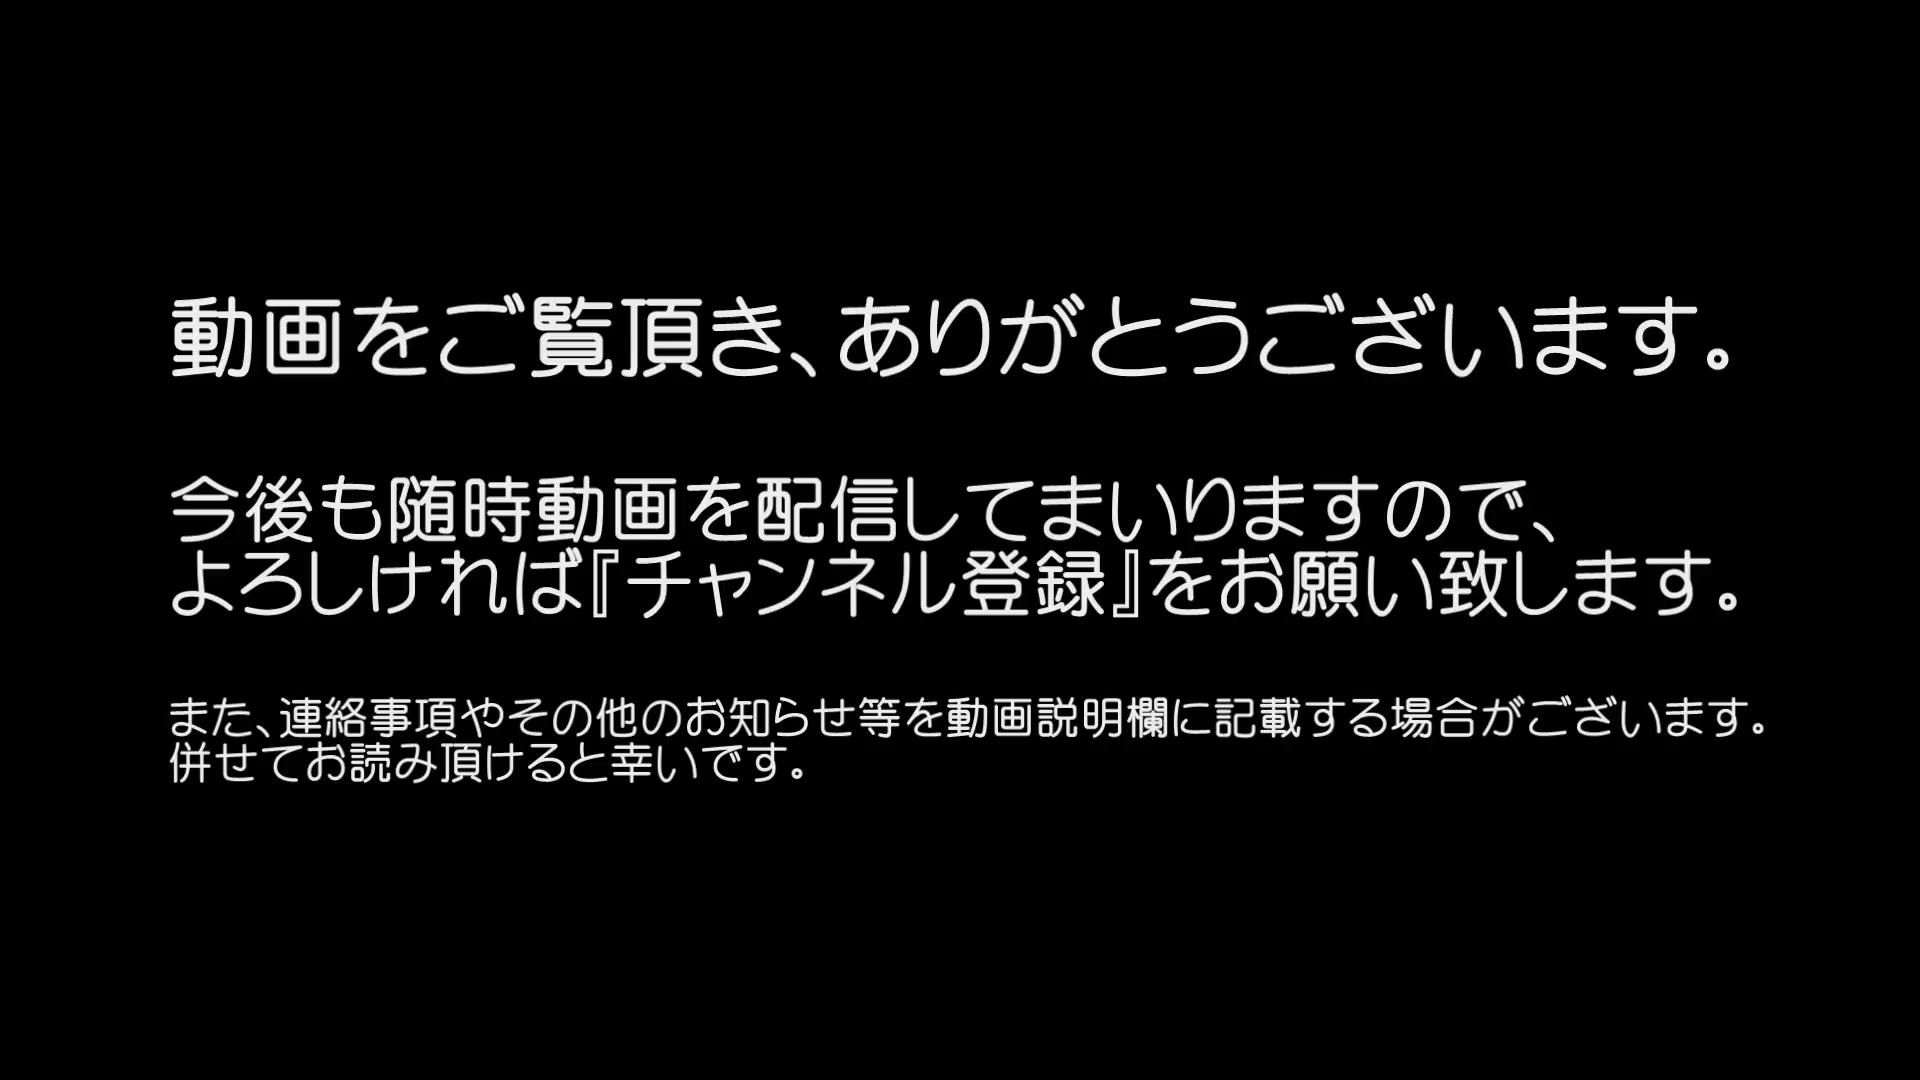 動画をご覧頂き、ありがとうございます。
今後も随時動画を配信してまいりますので、
よろしければ『チャンネル登録』をお願い致します。
また、連絡事項やその他のお知らせ等を動画説明欄に記載する場合がございます。
併せてお読み頂けると幸いです。